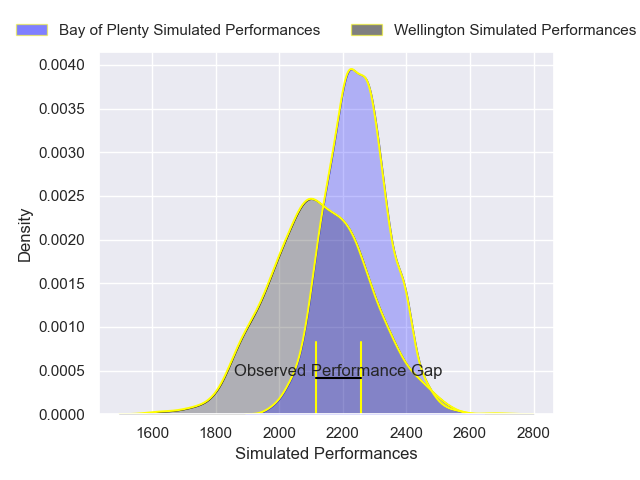 Bay of Plenty Simulated Performances
Wellington Simulated Performances
0.0040
0.0035
0.0030
0.0025
0.0020
0.0015
0.0010
0.0005
0.0000
Density
Observed Performance Gap
1600 1800 2000 2200 2400 2600 2800
Simulated Performances